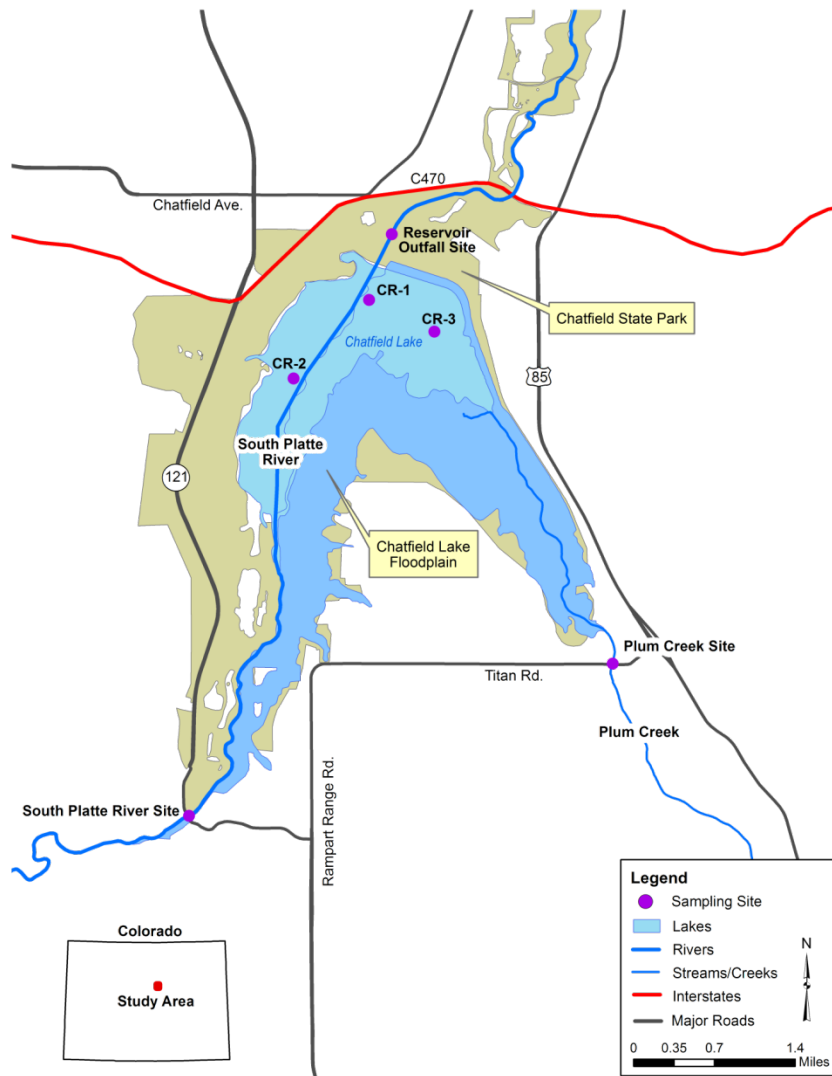 C470
Chatfield Ave.
Reservoir
Outfall Site
CR-1
Chatfield State Park
CR-3
Chatfield Lake
CR-2
85
South Platte
River
121
Chatfield Lake
Floodplain
Plum Creek Site
Titan Rd.
Plum Creek
South Platte River Site
Rampart Range Rd.
Colorado
Study Area
Legend
Sampling Site
Lakes
Rivers
Streams/Creeks
Interstates
Major Roads
N
0 0.35 0.7 1.4
Miles